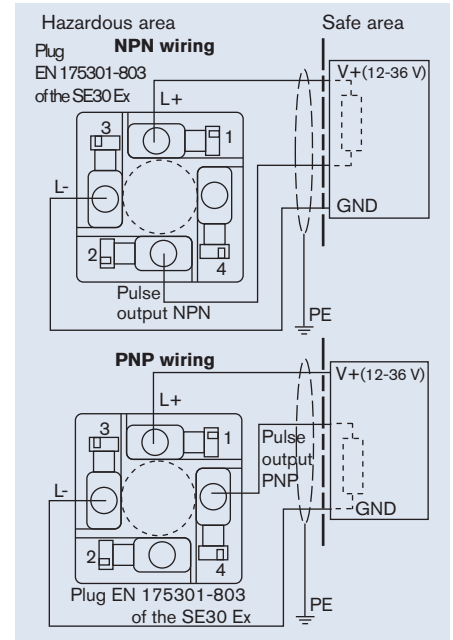 Hazardous area
Safe area
Plug
EN 175301-803
of the SE30 Ex
NPN wiring
V+(12-36 V)
L+
3
1
L-
GND
2
4
Pulse
output NPN
PE
PNP wiring
V+(12-36 V)
L+
3
1
Pulse
output
PNP
L-
GND
2
4
Plug EN 175301-803
of the SE30 Ex
PE